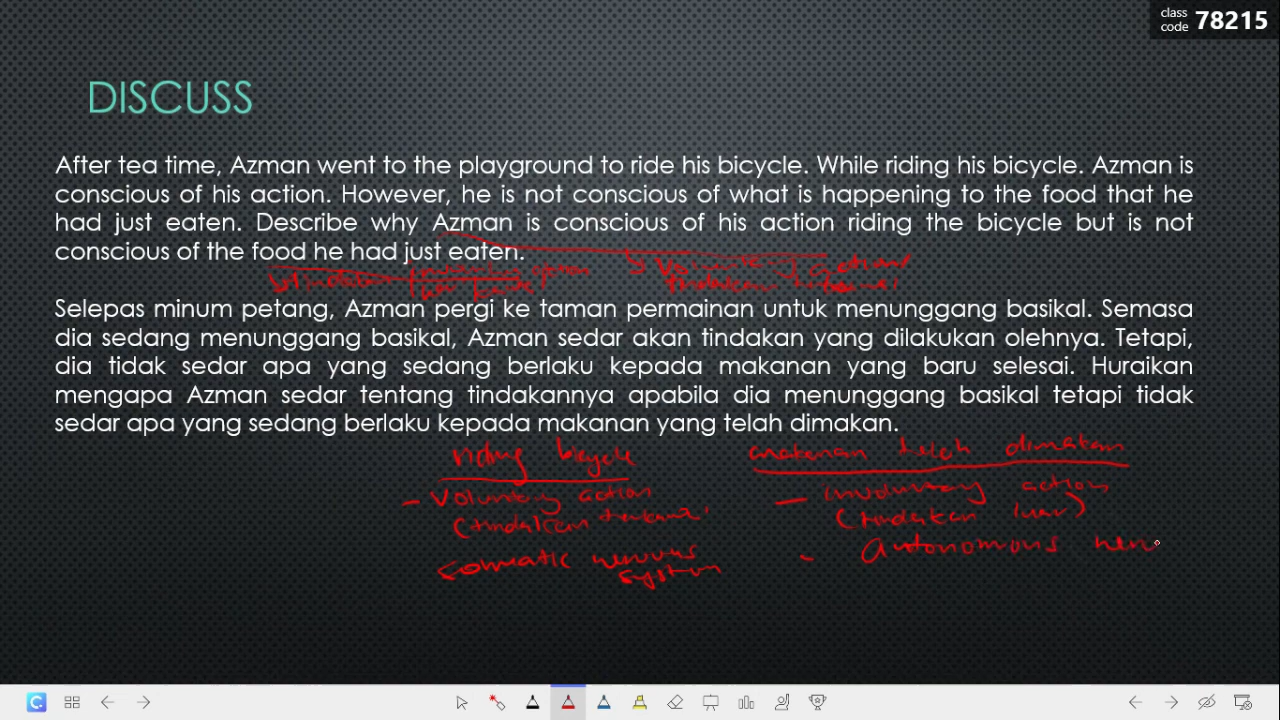 class code 78215
DISCUSS
After tea time, Azman went to the playground to ride his bicycle. While riding his bicycle. Azman is
conscious of his action. However, he is not conscious of what is happening to the food that he
had just eaten. Describe why Azman is conscious of his action riding the bicycle but is not
conscious of the food he had just eaten.
action
action
Selepas minum petang, Azman pergi ke taman permainan untuk menunggang basikal. Semasa
dia sedang menunggang basikal, Azman sedar akan tindakan yang dilakukan olehnya. Tetapi,
dia tidak sedar apa yang sedang berlaku kepada makanan yang baru selesai. Huraikan
mengapa Azman sedar tentang tindakannya apabila dia menunggang basikal tetapi tidak
sedar apa yang sedang berlaku kepada makanan yang telah dimakan.
riding bicycle
- Voluntary action
(tindakan
somatic nervous
system
makanan telah dimakan
- involuntary action
(tindakan luar)
- Autonomous nerv